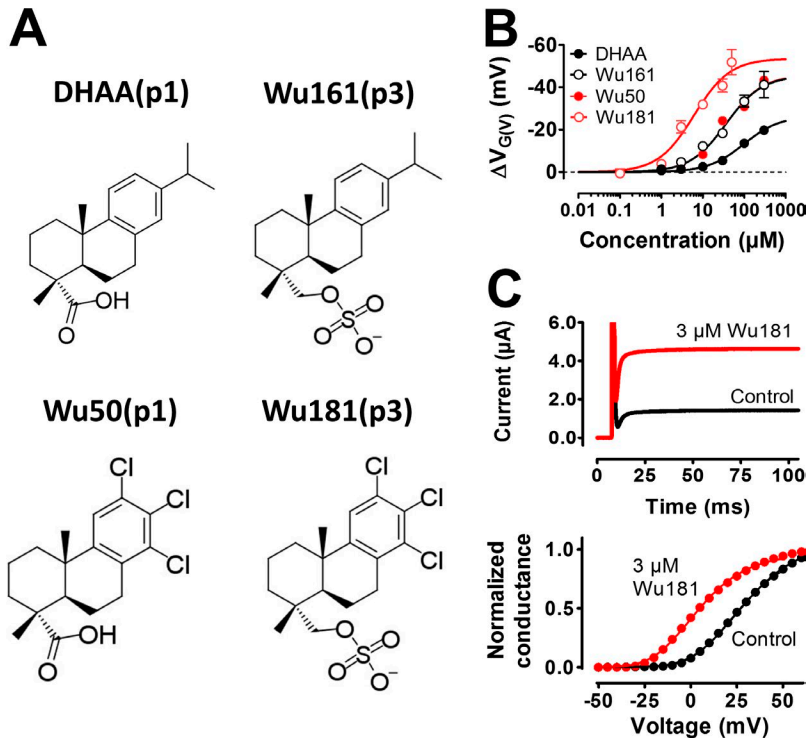 A
DHAA(p1)
Wu161(p3)
OH
O
O
O
S
O
O⁻
Wu50(p1)
Wu181(p3)
Cl
Cl
Cl
OH
O
Cl
Cl
Cl
O
O
S
O
O⁻
B
ΔV_G(V) (mV)
-60
-40
-20
0
DHAA
Wu161
Wu50
Wu181
0.01 0.1 1 10 100 1000
Concentration (µM)
C
Current (µA)
6.0
4.0
2.0
0.0
3 µM Wu181
Control
0 25 50 75 100
Time (ms)
Normalized
conductance
1.0
0.5
0.0
3 µM
Wu181
Control
-50 -25 0 25 50
Voltage (mV)